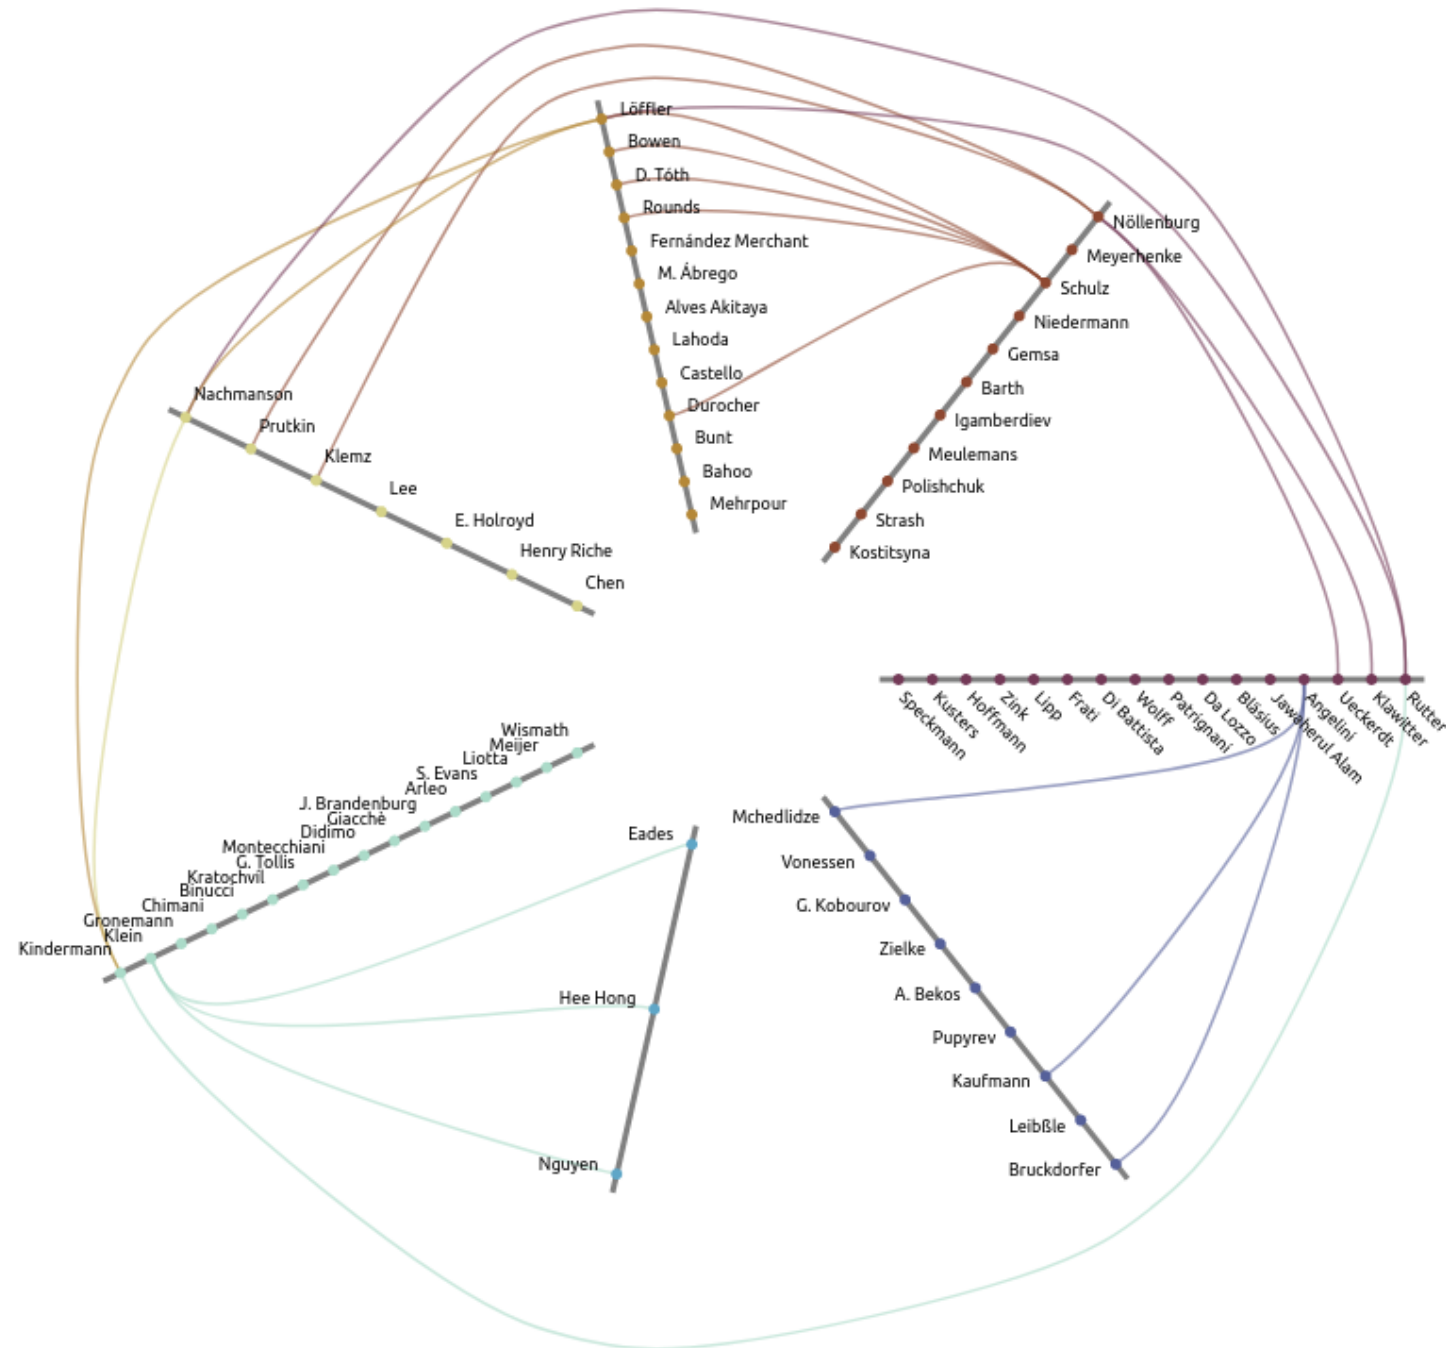 Löffler
Bowen
D. Tóth
Rounds
Fernández Merchant
M. Ábrego
Alves Akitaya
Lahoda
Castello
Durocher
Bunt
Bahoo
Mehrpour
Nöllenburg
Meyerhenke
Schulz
Niedermann
Gemsa
Barth
Igamberdiev
Meulemans
Polishchuk
Strash
Kostitsyna
Nachmanson
Prutkin
Klemz
Lee
E. Holroyd
Henry Riche
Chen
Speckmann
Kusters
Hoffmann
Zink
Lipp
Frati
Di Battista
Wolff
Patrignani
Da Lozzo
Bläsius
Jawaherul Alam
Angelini
Ueckerdt
Klawitter
Rutter
Wismath
Meijer
Liotta
S. Evans
Arleo
J. Brandenburg
Giacchè
Didimo
Montecchiani
G. Tollis
Kratochvíl
Binucci
Chimani
Gronemann
Klein
Kindermann
Eades
Hee Hong
Nguyen
Mchedlidze
Vonessen
G. Kobourov
Zielke
A. Bekos
Pupyrev
Kaufmann
Leibßle
Bruckdorfer